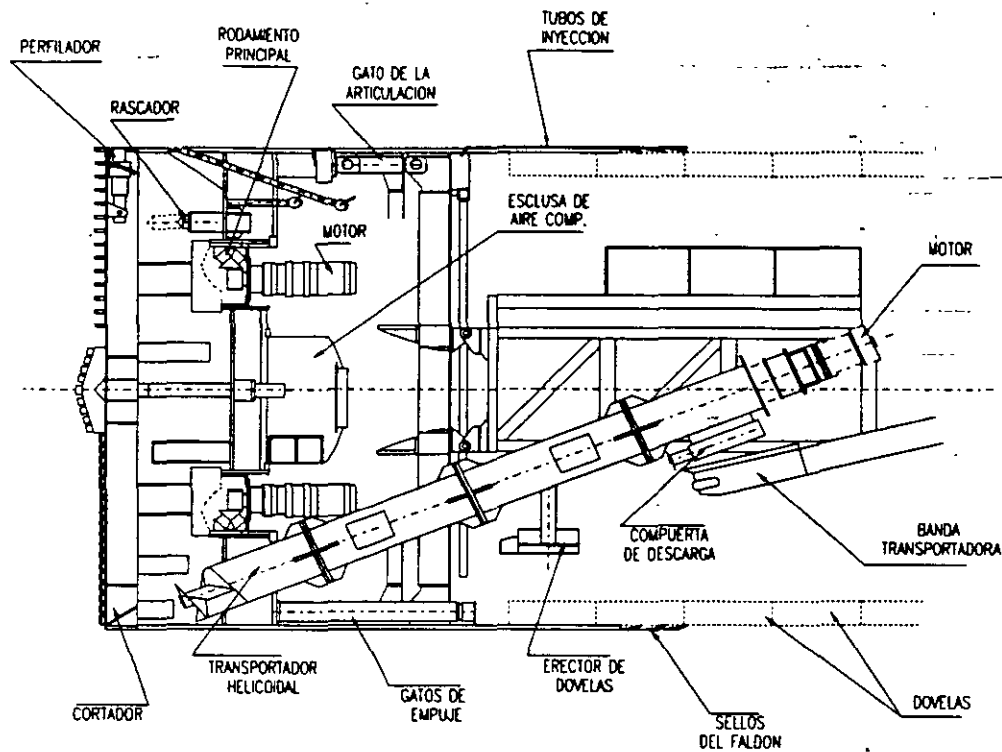 TUBOS DE
INYECCION
PERFILADOR
RODAMIENTO
PRINCIPAL
GATO DE LA
ARTICULACION
RASCADOR
ESCLUSA DE
AIRE COMP.
MOTOR
MOTOR
COMPUERTA
DE DESCARGA
BANDA
TRANSPORTADORA
TRANSPORTADOR
HELICOIDAL
GATOS DE
EMPUJE
ERECTOR DE
DOVELAS
CORTADOR
SELLOS
DEL FALDON
DOVELAS